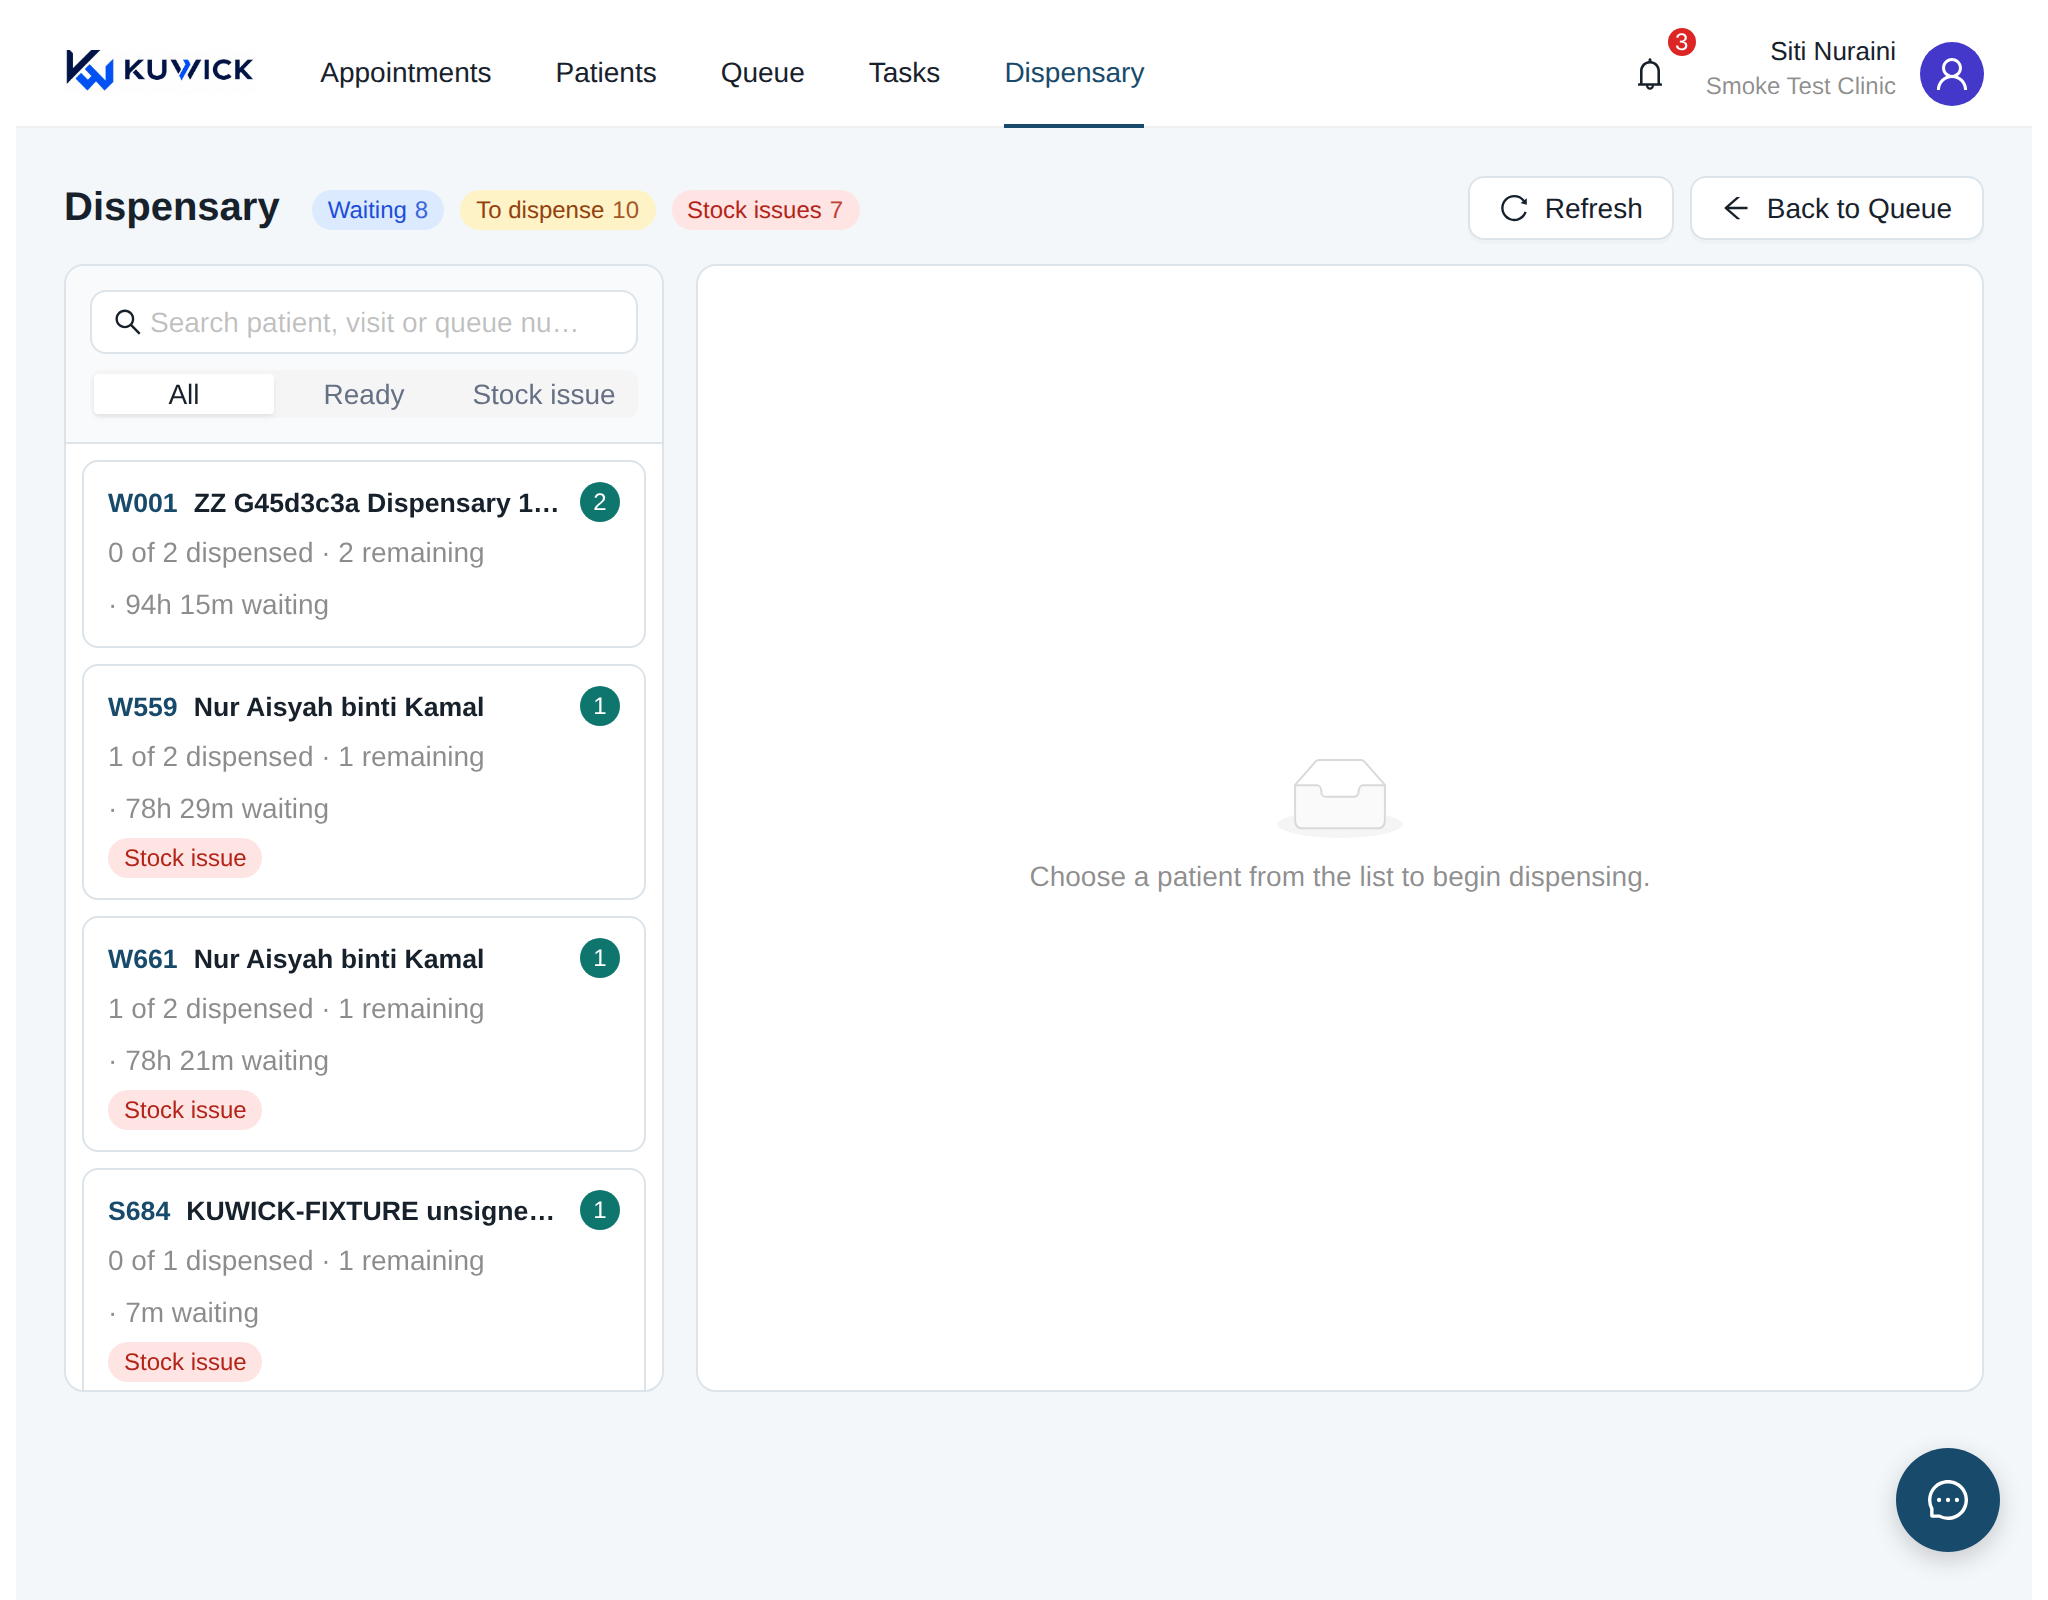 KUWICK
Appointments
Patients
Queue
Tasks
Dispensary
3
Siti Nuraini
Smoke Test Clinic
Dispensary
Waiting 8
To dispense 10
Stock issues 7
Refresh
Back to Queue
Search patient, visit or queue nu…
All
Ready
Stock issue
W001 ZZ G45d3c3a Dispensary 1… 2
0 of 2 dispensed · 2 remaining
· 94h 15m waiting
W559 Nur Aisyah binti Kamal 1
1 of 2 dispensed · 1 remaining
· 78h 29m waiting
Stock issue
W661 Nur Aisyah binti Kamal 1
1 of 2 dispensed · 1 remaining
· 78h 21m waiting
Stock issue
S684 KUWICK-FIXTURE unsigne… 1
0 of 1 dispensed · 1 remaining
· 7m waiting
Stock issue
Choose a patient from the list to begin dispensing.